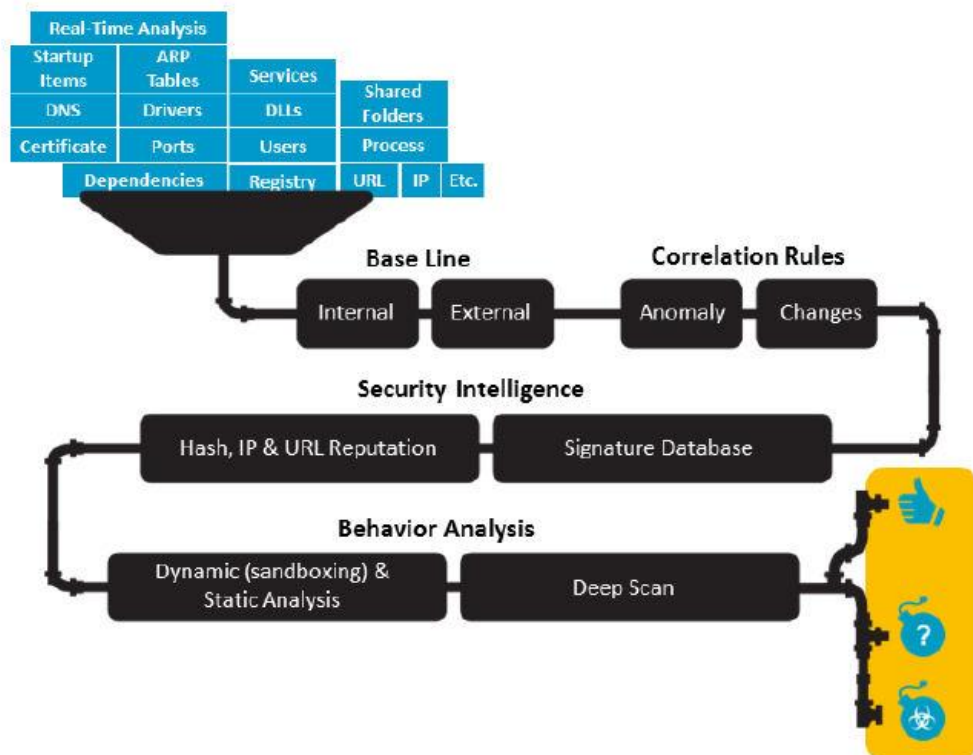 Real-Time Analysis
Startup
Items
ARP
Tables
Services
Shared
Folders
DNS
Drivers
DLLs
Certificate
Ports
Users
Process
Dependencies
Registry
URL
IP
Etc.
Base Line
Correlation Rules
Internal
External
Anomaly
Changes
Security Intelligence
Hash, IP & URL Reputation
Signature Database
Behavior Analysis
Dynamic (sandboxing) &
Static Analysis
Deep Scan
?